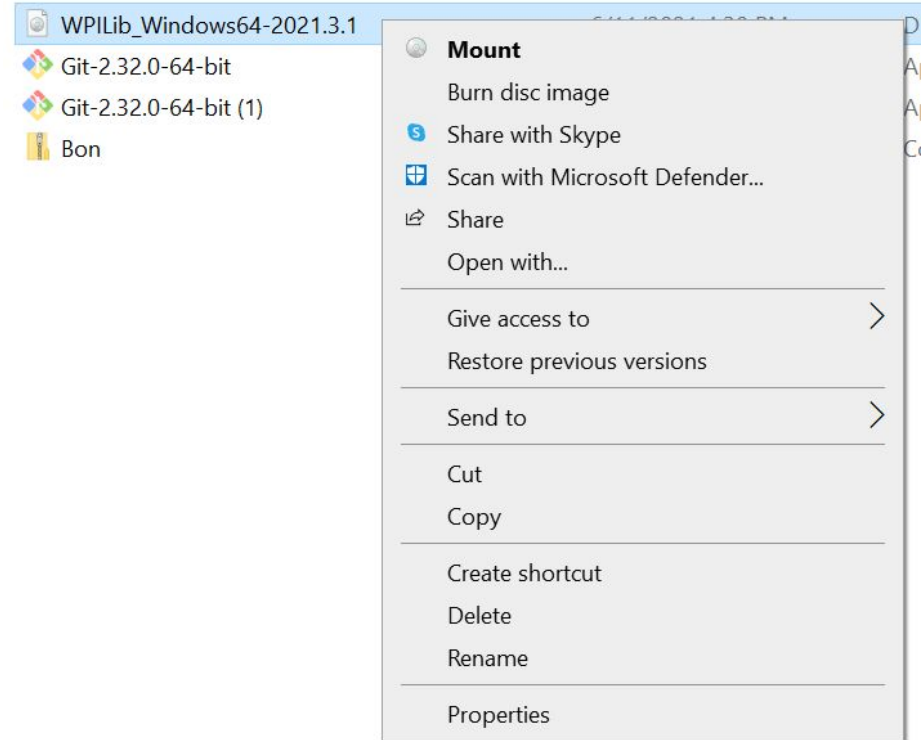 WPILib_Windows64-2021.3.1
Git-2.32.0-64-bit
Git-2.32.0-64-bit (1)
Bon
Mount
Burn disc image
Share with Skype
Scan with Microsoft Defender...
Share
Open with...
Give access to
Restore previous versions
Send to
Cut
Copy
Create shortcut
Delete
Rename
Properties